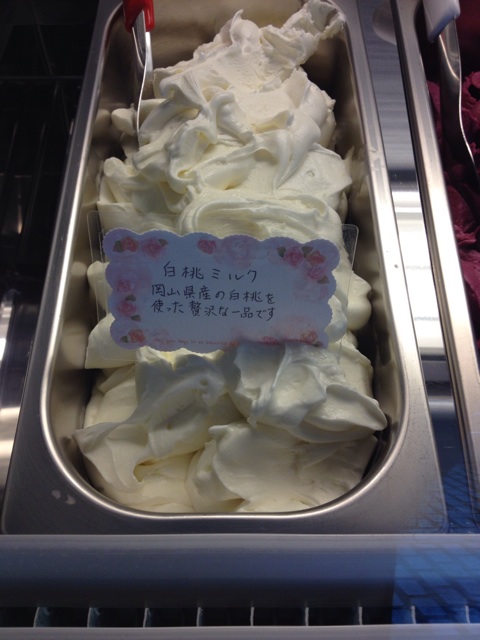 白桃ミルク
岡山県産の白桃を
使った贅沢な一品です